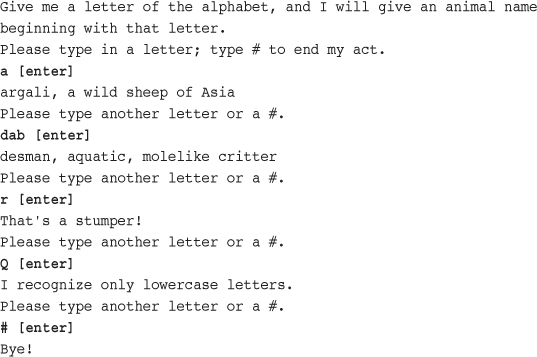 Give me a letter of the alphabet, and I will give an animal name
beginning with that letter.
Please type in a letter; type # to end my act.
a [enter]
argali, a wild sheep of Asia
Please type another letter or a #.
dab [enter]
desman, aquatic, molelike critter
Please type another letter or a #.
r [enter]
That's a stumper!
Please type another letter or a #.
Q [enter]
I recognize only lowercase letters.
Please type another letter or a #.
# [enter]
Bye!